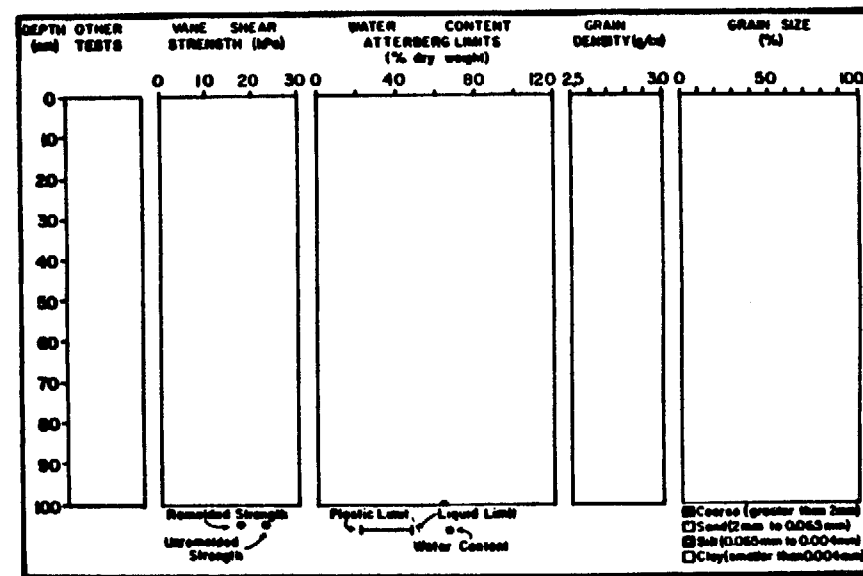 DEPTH OTHER VANE SHEAR WATER CONTENT GRAIN GRAIN SIZE
(cm) TESTS STRENGTH (kPa) ATTERBERG LIMITS DENSITY (g/cc) (%)
(% dry weight)
0 10 20 30 0 40 80 120 2.5 3.0 0 50 100
0
10
20
30
40
50
60
70
80
90
100
Remolded Strength
Unremolded
Strength
Plastic Limit Liquid Limit
Water Content
Coarse (greater than 2mm)
Sand (2mm to 0.063mm)
Silt (0.063mm to 0.004mm)
Clay (smaller than 0.004mm)